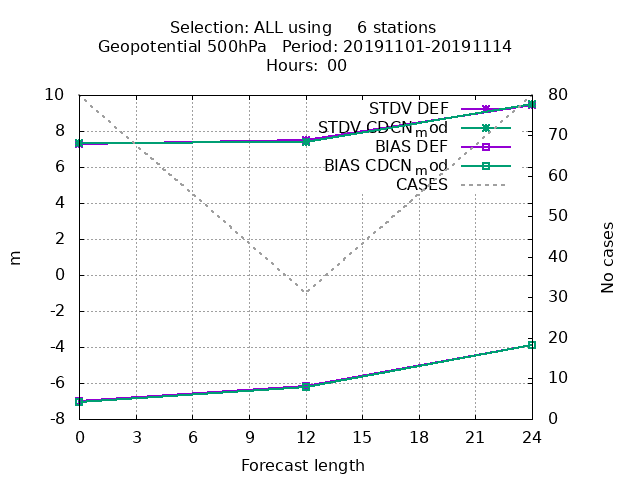 Selection: ALL using     6 stations
Geopotential 500hPa   Period: 20191101-20191114
Hours: 00
10
8
6
4
2
0
-2
-4
-6
-8
m
STDV DEF
STDV CDCN_mod
BIAS DEF
BIAS CDCN_mod
CASES
80
70
60
50
40
30
20
10
0
No cases
0 3 6 9 12 15 18 21 24
Forecast length